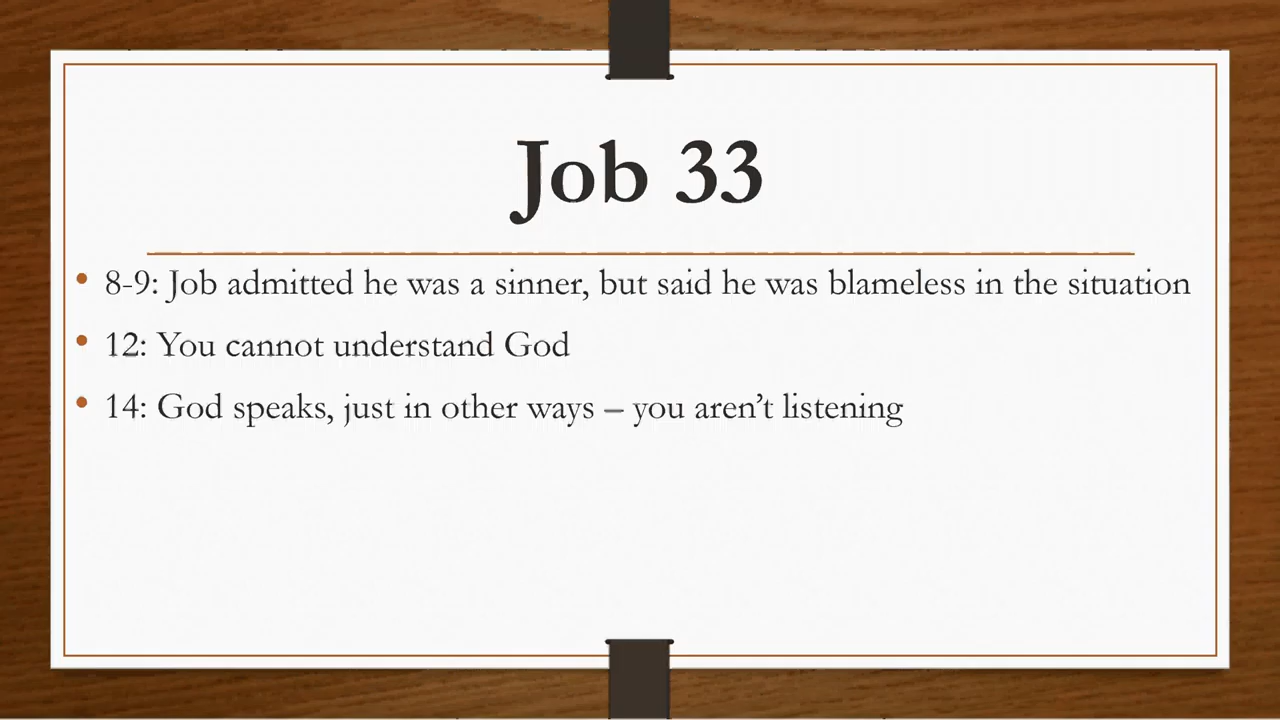 Job 33
• 8-9: Job admitted he was a sinner, but said he was blameless in the situation
• 12: You cannot understand God
• 14: God speaks, just in other ways – you aren’t listening